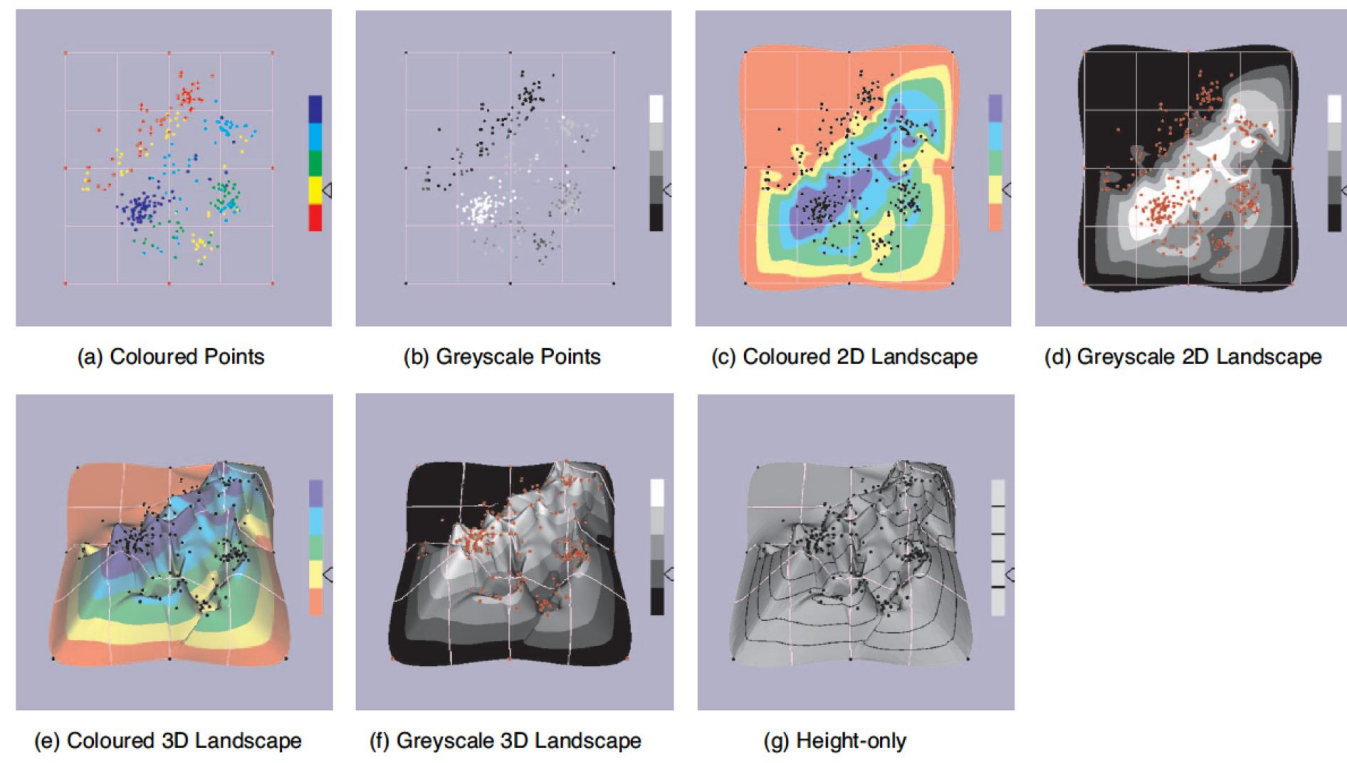 (a) Coloured Points
(b) Greyscale Points
(c) Coloured 2D Landscape
(d) Greyscale 2D Landscape
(e) Coloured 3D Landscape
(f) Greyscale 3D Landscape
(g) Height-only